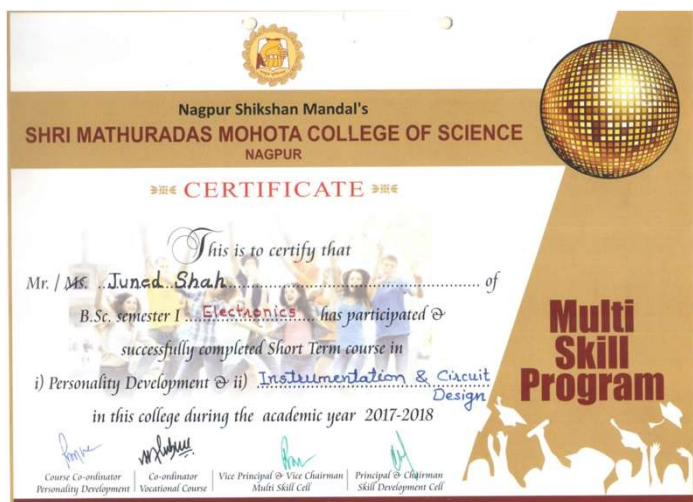 Nagpur Shikshan Mandal's
SHRI MATHURADAS MOHOTA COLLEGE OF SCIENCE
NAGPUR
CERTIFICATE
This is to certify that
Mr. / Ms. ..Juned Shah.................................................. of
B.Sc. semester I ....Electronics.... has participated &
successfully completed Short Term course in
i) Personality Development & ii) Instrumentation & Circuit
Design
in this college during the academic year 2017-2018
Course Co-ordinator
Personality Development
Co-ordinator
Vocational Course
Vice Principal & Vice Chairman
Multi Skill Cell
Principal & Chairman
Skill Development Cell
Multi
Skill
Program